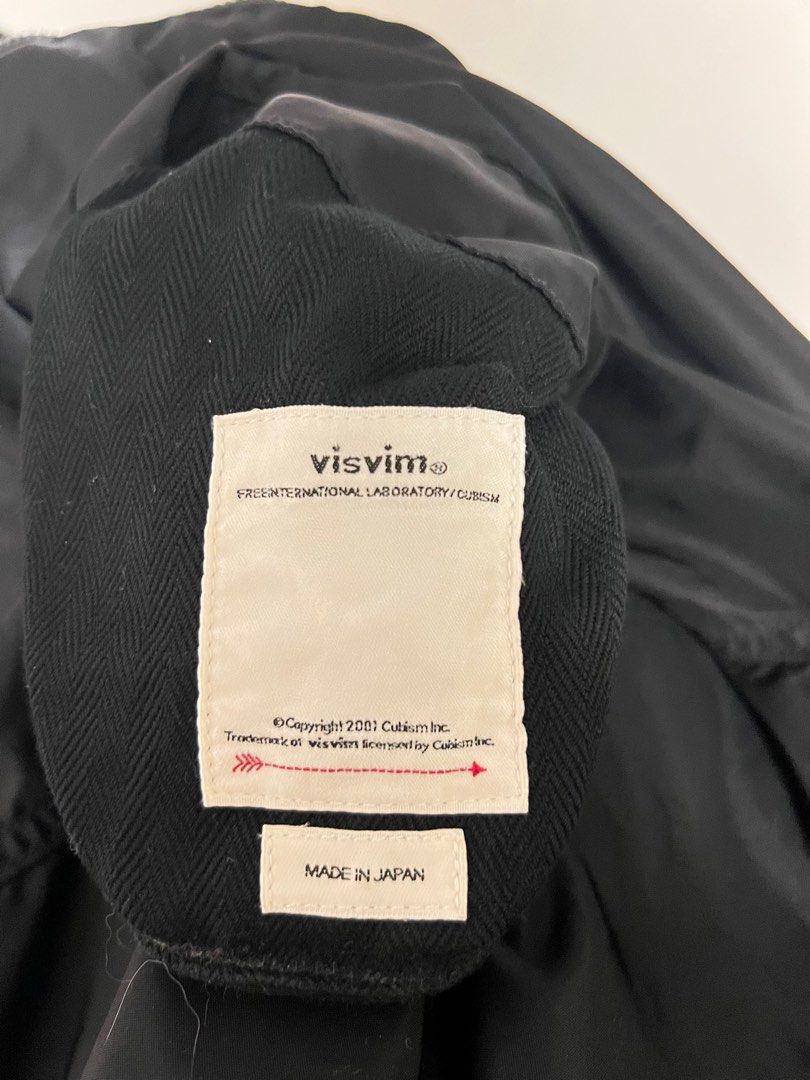 visvim®
FREEINTERNATIONAL LABORATORY / CUBISM
©Copyright 2001 Cubism Inc.
Trademark of visvim licensed by Cubism Inc.
MADE IN JAPAN